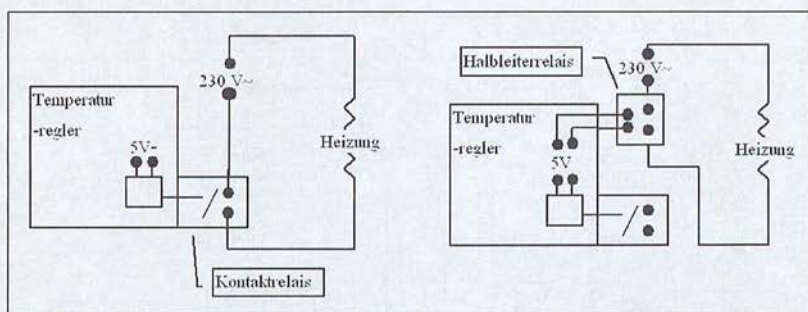 230 V~
Temperatur
-regler
5V-
Heizung
Kontaktrelais
Halbleiterrelais
230 V~
Temperatur
-regler
5V
Heizung